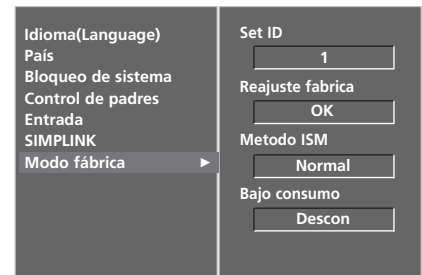 Idioma(Language)
País
Bloqueo de sistema
Control de padres
Entrada
SIMPLINK
Modo fábrica ►
Set ID
1
Reajuste fabrica
OK
Metodo ISM
Normal
Bajo consumo
Descon